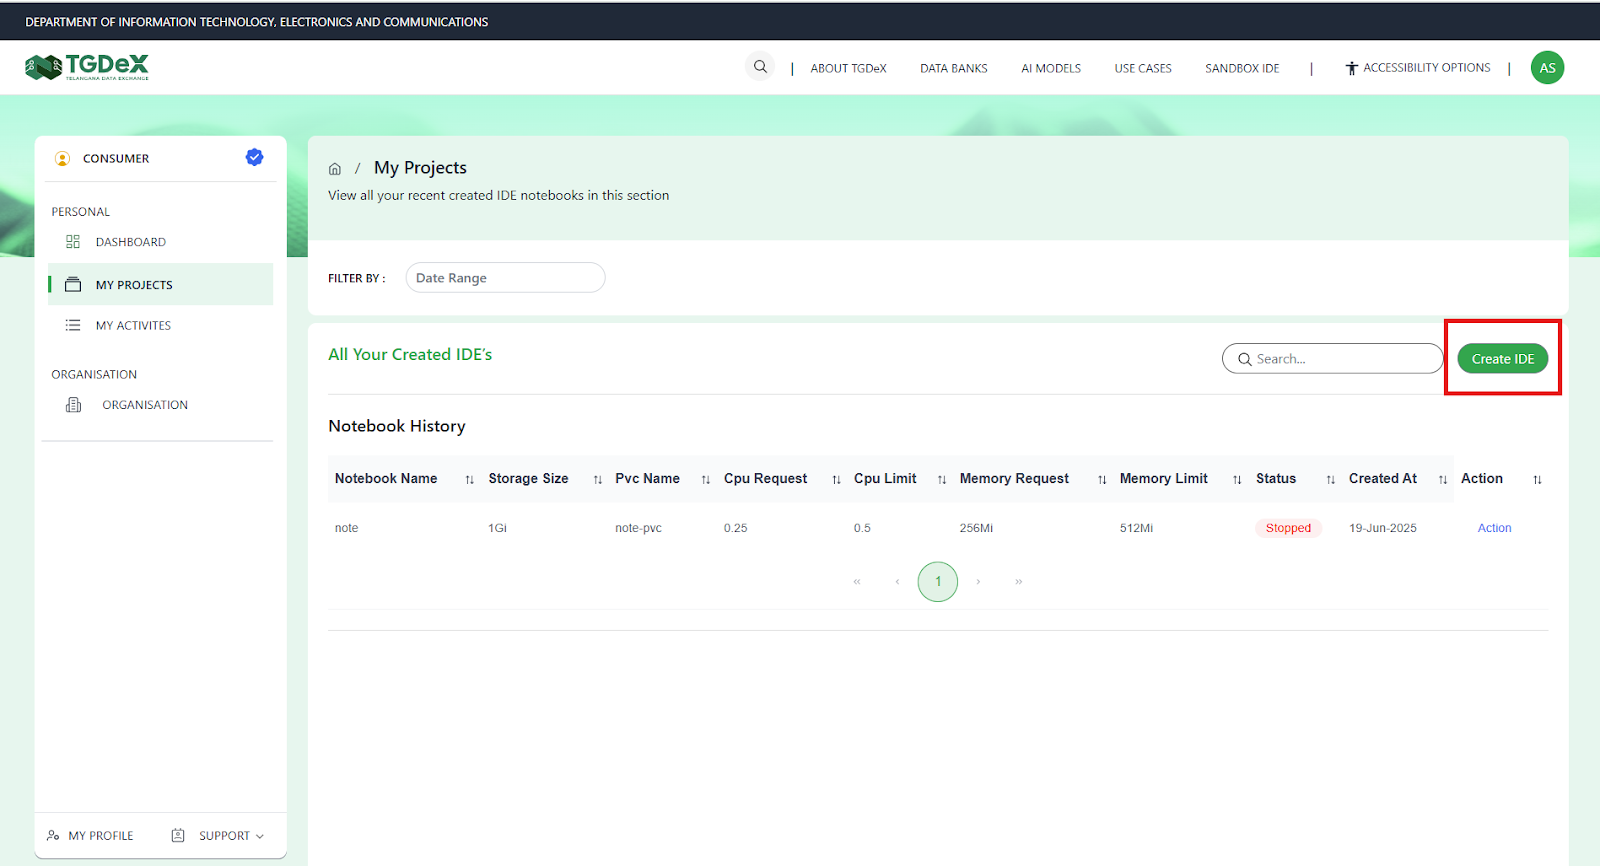 DEPARTMENT OF INFORMATION TECHNOLOGY, ELECTRONICS AND COMMUNICATIONS
TGDeX
TELANGANA DATA EXCHANGE
| ABOUT TGDeX DATA BANKS AI MODELS USE CASES SANDBOX IDE | ACCESSIBILITY OPTIONS | AS
CONSUMER
PERSONAL
DASHBOARD
MY PROJECTS
MY ACTIVITES
ORGANISATION
ORGANISATION
MY PROFILE SUPPORT
/ My Projects
View all your recent created IDE notebooks in this section
FILTER BY : Date Range
All Your Created IDE's Search... Create IDE
Notebook History
Notebook Name Storage Size Pvc Name Cpu Request Cpu Limit Memory Request Memory Limit Status Created At Action
note 1Gi note-pvc 0.25 0.5 256Mi 512Mi Stopped 19-Jun-2025 Action
« ‹ 1 › »